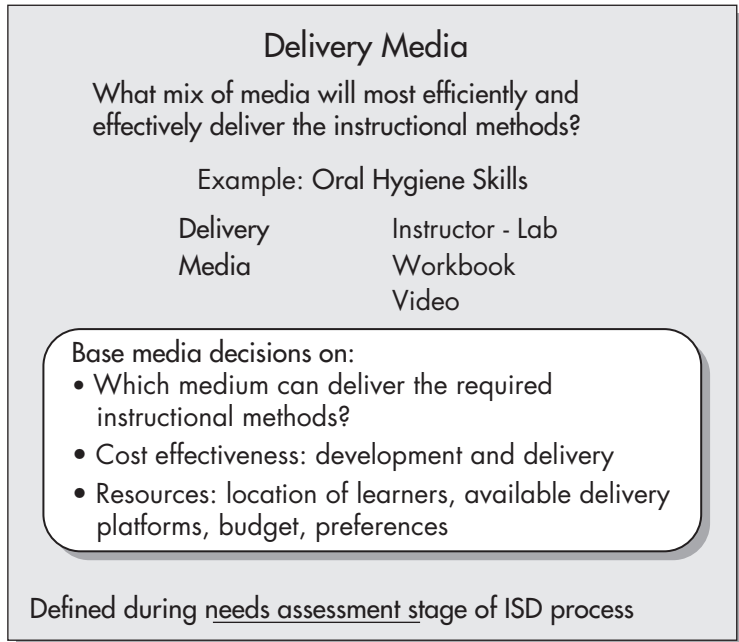 Delivery Media
What mix of media will most efficiently and
effectively deliver the instructional methods?
Example: Oral Hygiene Skills
Delivery Instructor - Lab
Media Workbook
Video
Base media decisions on:
• Which medium can deliver the required
instructional methods?
• Cost effectiveness: development and delivery
• Resources: location of learners, available delivery
platforms, budget, preferences
Defined during needs assessment stage of ISD process